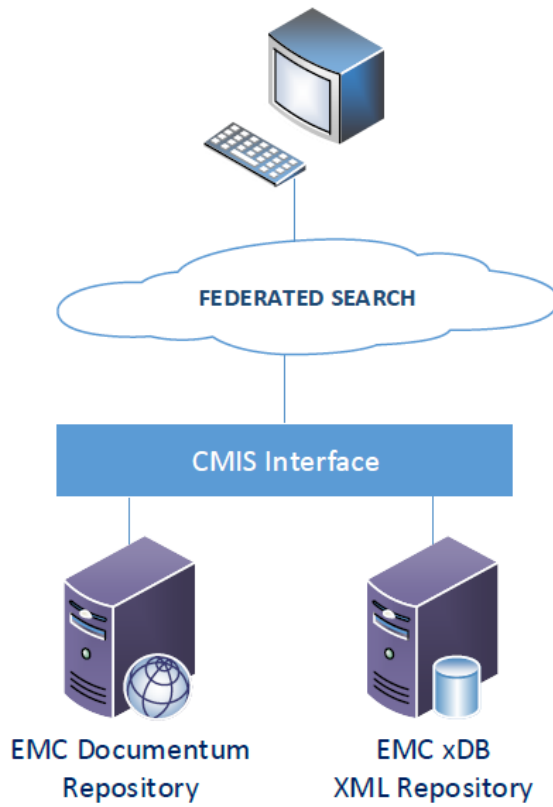 FEDERATED SEARCH
CMIS Interface
EMC Documentum
Repository
EMC xDB
XML Repository